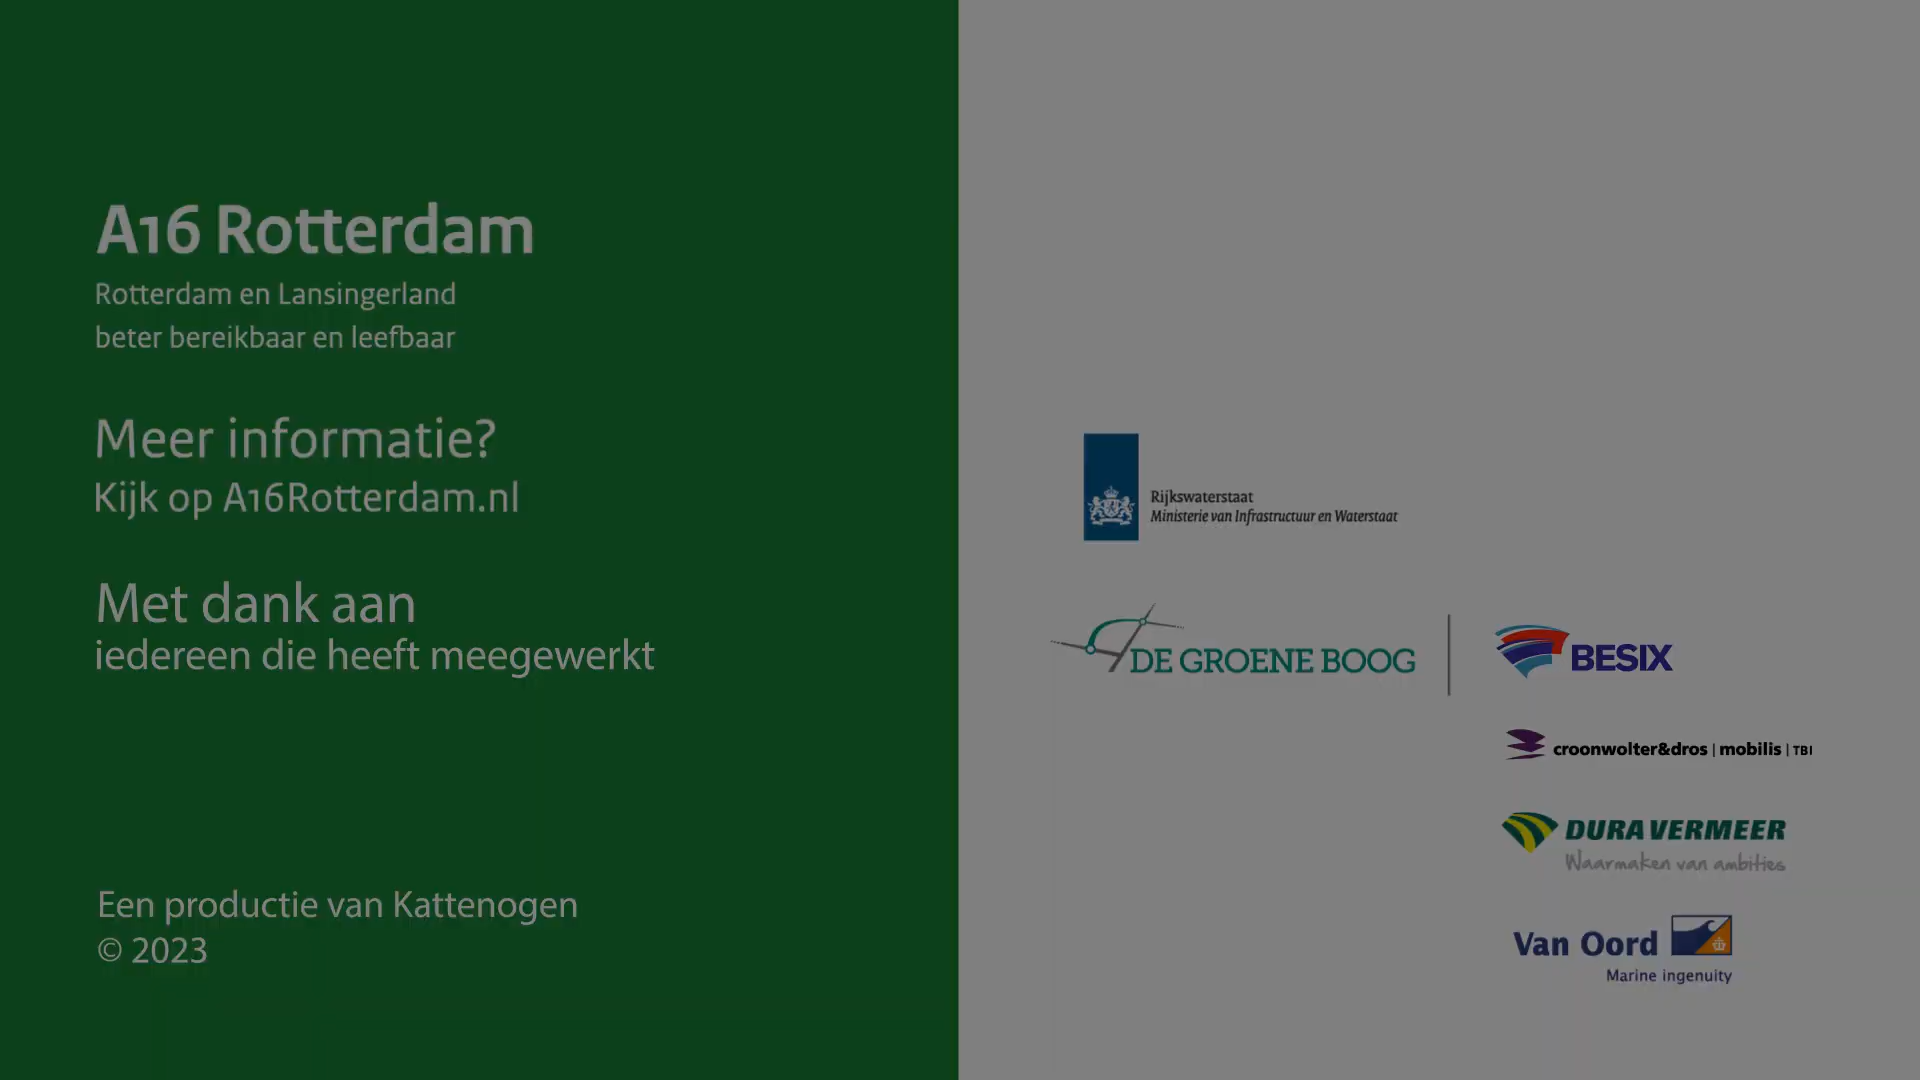 A16 Rotterdam
Rotterdam en Lansingerland
beter bereikbaar en leefbaar
Meer informatie?
Kijk op A16Rotterdam.nl
Met dank aan
iedereen die heeft meegewerkt
Een productie van Kattenogen
© 2023
Rijkswaterstaat
Ministerie van Infrastructuur en Waterstaat
DE GROENE BOOG
BESIX
croonwolter&dros | mobilis | TBI
DURA VERMEER
Waarmaken van ambities
Van Oord
Marine ingenuity